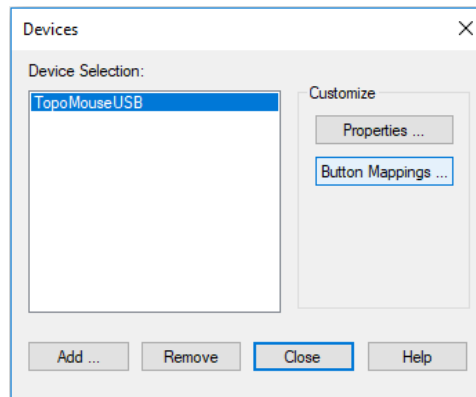 Devices
Device Selection:
TopoMouseUSB
Customize
Properties ...
Button Mappings ...
Add ...
Remove
Close
Help